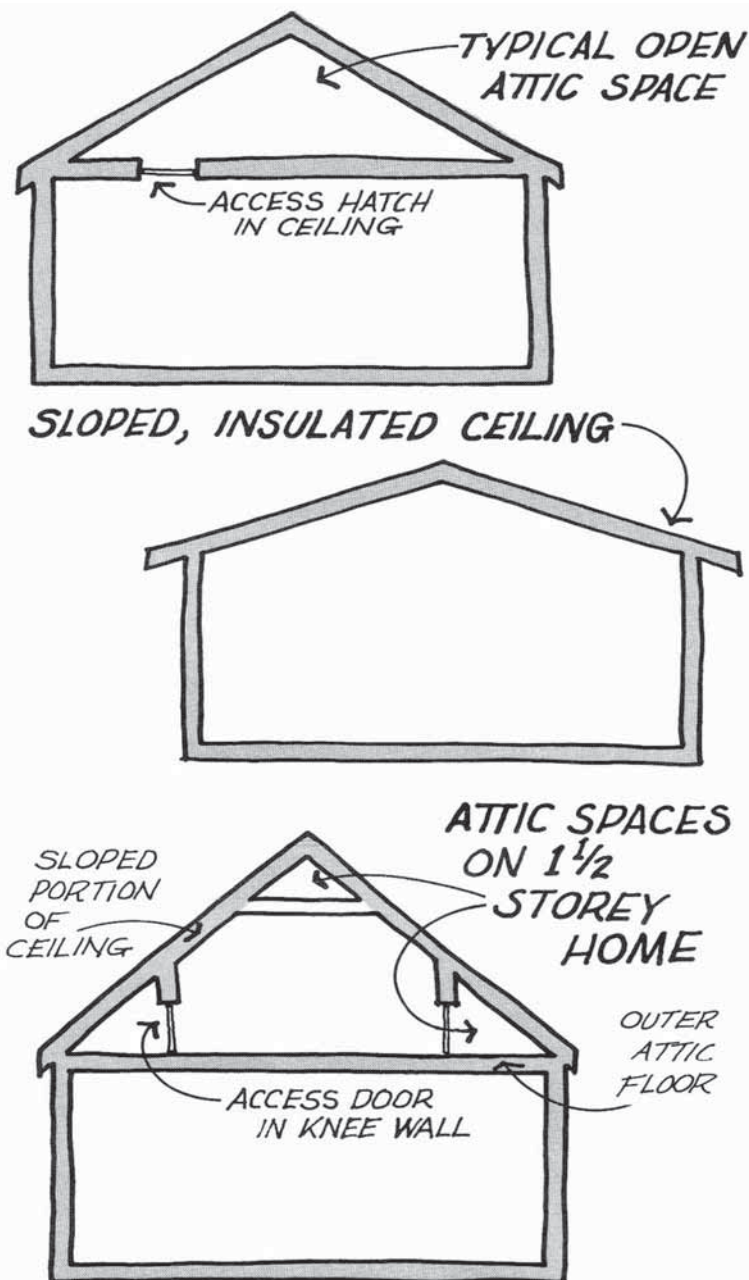 TYPICAL OPEN
ATTIC SPACE
ACCESS HATCH
IN CEILING
SLOPED, INSULATED CEILING
ATTIC SPACES
ON 1½
STOREY
HOME
SLOPED
PORTION
OF
CEILING
OUTER
ATTIC
FLOOR
ACCESS DOOR
IN KNEE WALL